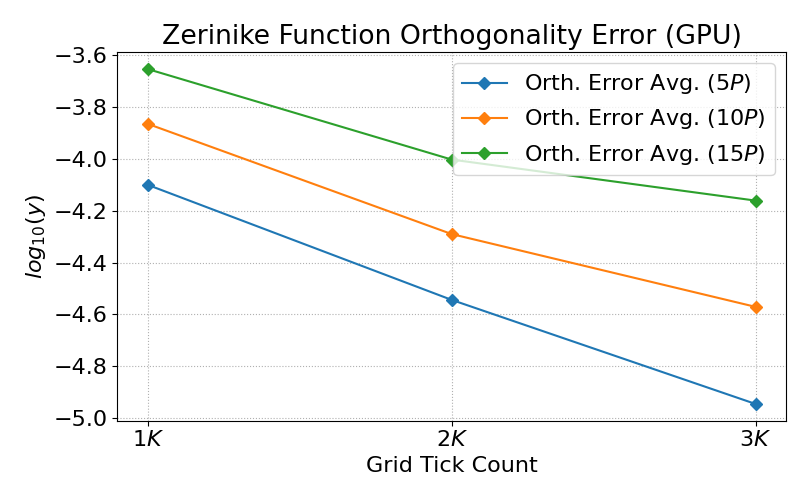 Zerinike Function Orthogonality Error (GPU)
−3.6
−3.8
−4.0
−4.2
−4.4
−4.6
−4.8
−5.0
log₁₀(y)
Orth. Error Avg. (5P)
Orth. Error Avg. (10P)
Orth. Error Avg. (15P)
1K 2K 3K
Grid Tick Count